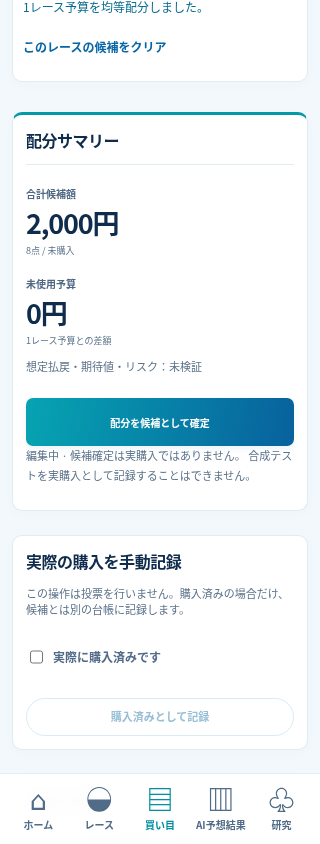 1レース予算を均等配分しました。
このレースの候補をクリア
配分サマリー
合計候補額
2,000円
8点 / 未購入
未使用予算
0円
1レース予算との差額
想定払戻・期待値・リスク：未検証
配分を候補として確定
編集中 · 候補確定は実購入ではありません。 合成テス
トを実購入として記録することはできません。
実際の購入を手動記録
この操作は投票を行いません。購入済みの場合だけ、
候補とは別の台帳に記録します。
実際に購入済みです
購入済みとして記録
ホーム
レース
買い目
AI予想結果
研究